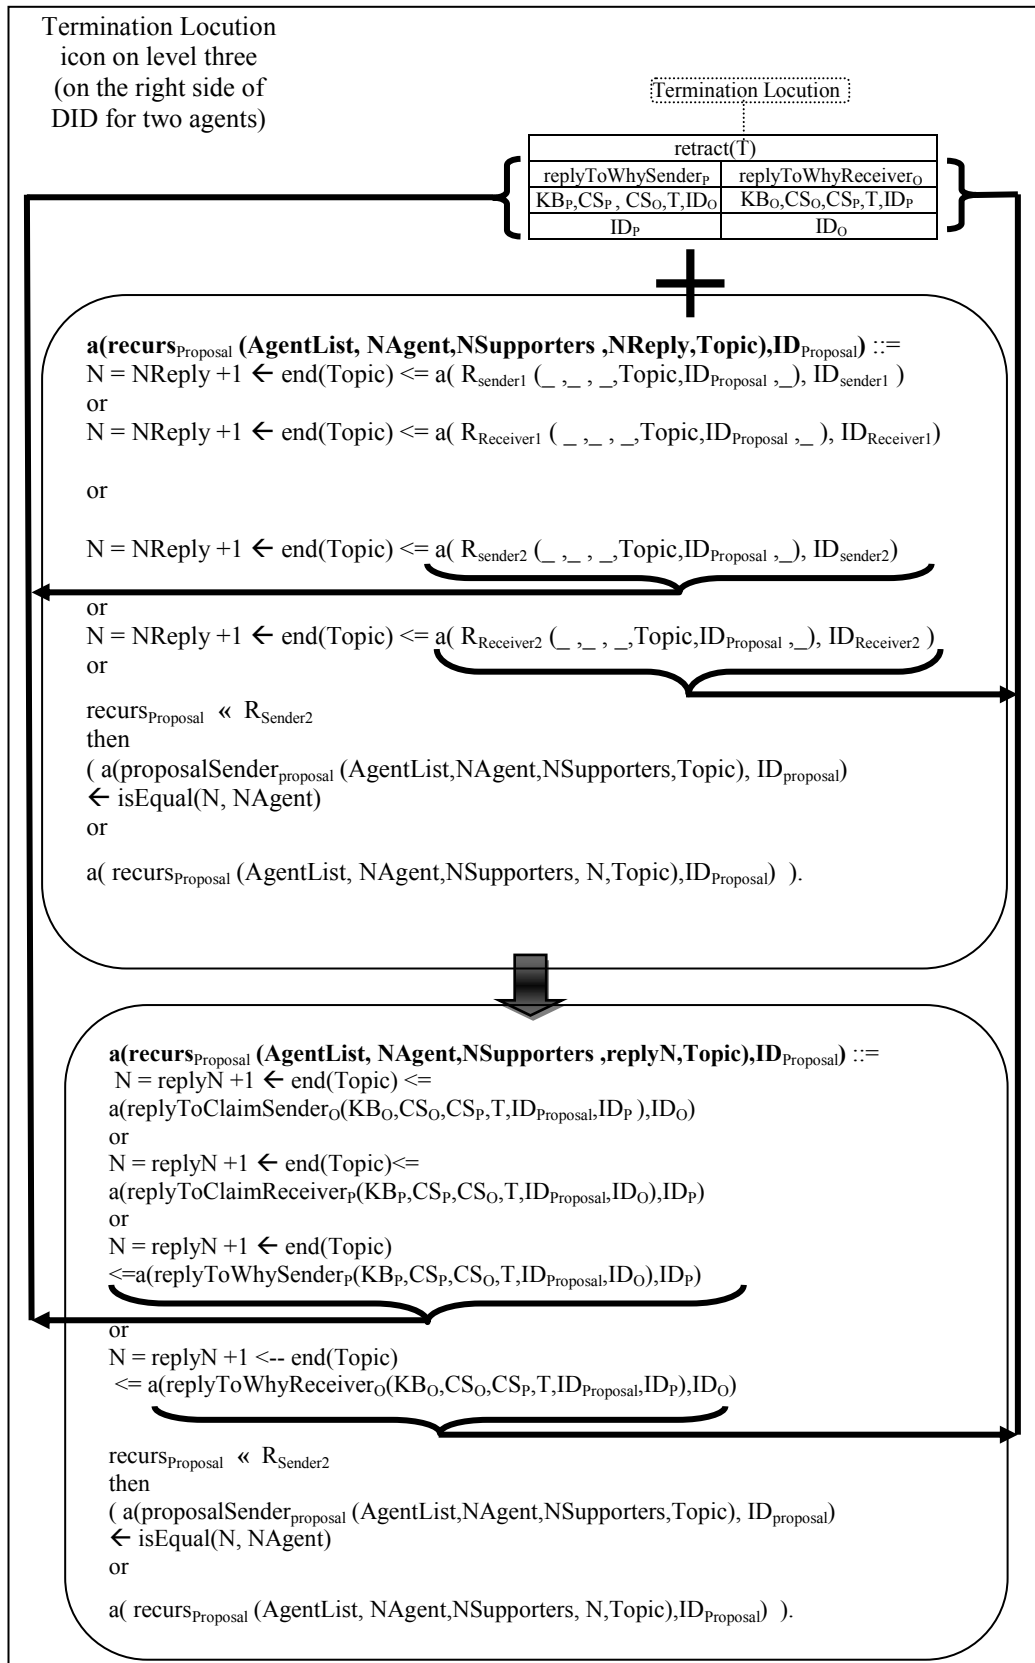 Termination Locution
icon on level three
(on the right side of
DID for two agents)
Termination Locution
retract(T)
replyToWhySenderP replyToWhyReceiverO
KBP,CSP , CSO,T,IDO KBO,CSO,CSP,T,IDP
IDP IDO
a(recursProposal (AgentList, NAgent,NSupporters ,NReply,Topic),IDProposal) ::=
N = NReply +1 ← end(Topic) <= a( Rsender1 (_ ,_ , _,Topic,IDProposal ,_), IDsender1 )
or
N = NReply +1 ← end(Topic) <= a( RReceiver1 ( _ ,_ , _,Topic,IDProposal ,_ ), IDReceiver1)
or
N = NReply +1 ← end(Topic) <= a( Rsender2 (_ ,_ , _,Topic,IDProposal ,_), IDsender2)
or
N = NReply +1 ← end(Topic) <= a( RReceiver2 (_ ,_ , _,Topic,IDProposal ,_), IDReceiver2 )
or
recursProposal « RSender2
then
( a(proposalSenderproposal (AgentList,NAgent,NSupporters,Topic), IDproposal)
← isEqual(N, NAgent)
or
a( recursProposal (AgentList, NAgent,NSupporters, N,Topic),IDProposal) ).
a(recursProposal (AgentList, NAgent,NSupporters ,replyN,Topic),IDProposal) ::=
N = replyN +1 ← end(Topic) <=
a(replyToClaimSenderO(KBO,CSO,CSP,T,IDProposal,IDP ),IDO)
or
N = replyN +1 ← end(Topic)<=
a(replyToClaimReceiverP(KBP,CSP,CSO,T,IDProposal,IDO),IDP)
or
N = replyN +1 ← end(Topic)
<=a(replyToWhySenderP(KBP,CSP,CSO,T,IDProposal,IDO),IDP)
or
N = replyN +1 <-- end(Topic)
<= a(replyToWhyReceiverO(KBO,CSO,CSP,T,IDProposal,IDP),IDO)
recursProposal « RSender2
then
( a(proposalSenderproposal (AgentList,NAgent,NSupporters,Topic), IDproposal)
← isEqual(N, NAgent)
or
a( recursProposal (AgentList, NAgent,NSupporters, N,Topic),IDProposal) ).